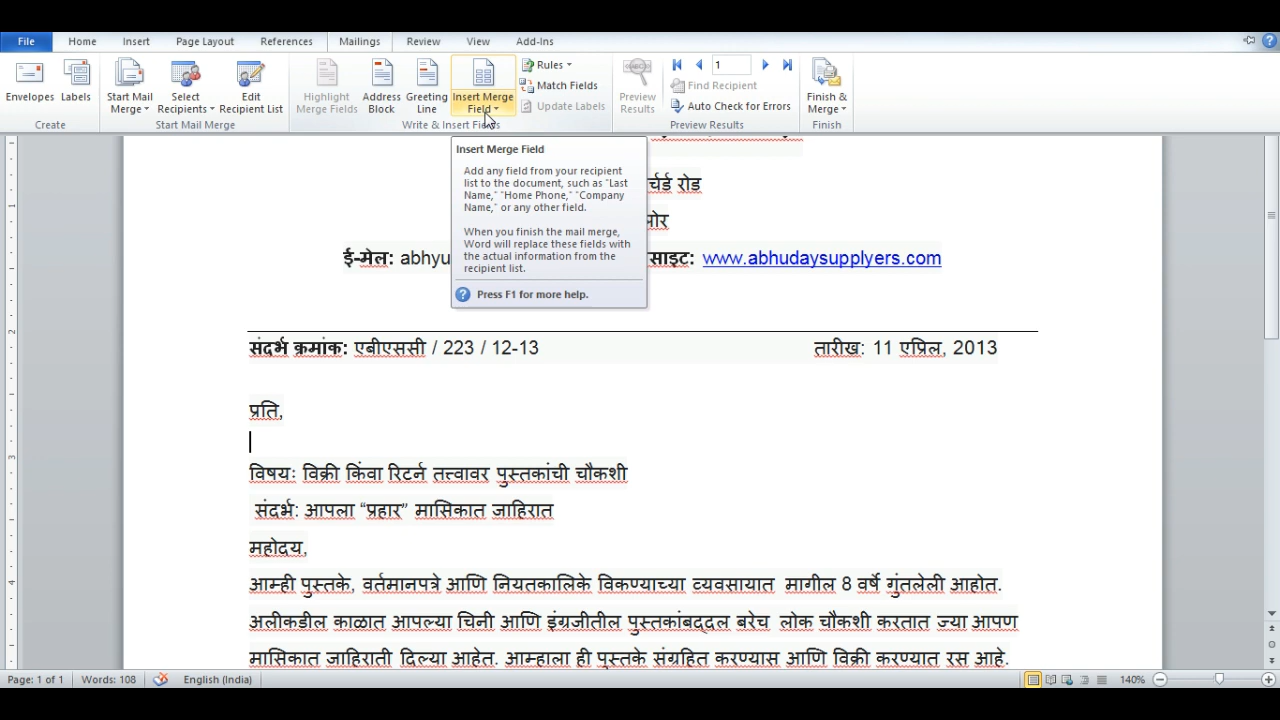 File Home Insert Page Layout References Mailings Review View Add-Ins
Envelopes Labels Start Mail Merge Select Recipients Edit Recipient List Highlight Merge Fields Address Block Greeting Line Insert Merge Field Rules Match Fields Update Labels Preview Results 1 Find Recipient Auto Check for Errors Finish & Merge
Create Start Mail Merge Write & Insert Fields Preview Results Finish
Insert Merge Field
Add any field from your recipient
list to the document, such as "Last
Name," "Home Phone," "Company
Name," or any other field.
When you finish the mail merge,
Word will replace these fields with
the actual information from the
recipient list.
Press F1 for more help.
रोड
ई-मेल: abhyu
साइट: www.abhudaysupplyers.com
संदर्भ क्रमांक: एबीएससी / 223 / 12-13 तारीख: 11 एप्रिल, 2013
प्रति,
विषय: विक्री किंवा रिटर्न तत्त्वावर पुस्तकांची चौकशी
संदर्भ: आपला “प्रहार” मासिकात जाहिरात
महोदय,
आम्ही पुस्तके, वर्तमानपत्रे आणि नियतकालिके विकण्याच्या व्यवसायात मागील 8 वर्षे गुंतलेली आहोत.
अलीकडील काळात आपल्या चिनी आणि इंग्रजीतील पुस्तकांबद्दल बरेच लोक चौकशी करतात ज्या आपण
मासिकात जाहिराती दिल्या आहेत. आम्हाला ही पुस्तके संग्रहित करण्यास आणि विक्री करण्यात रस आहे.
Page: 1 of 1 Words: 108 English (India) 140%